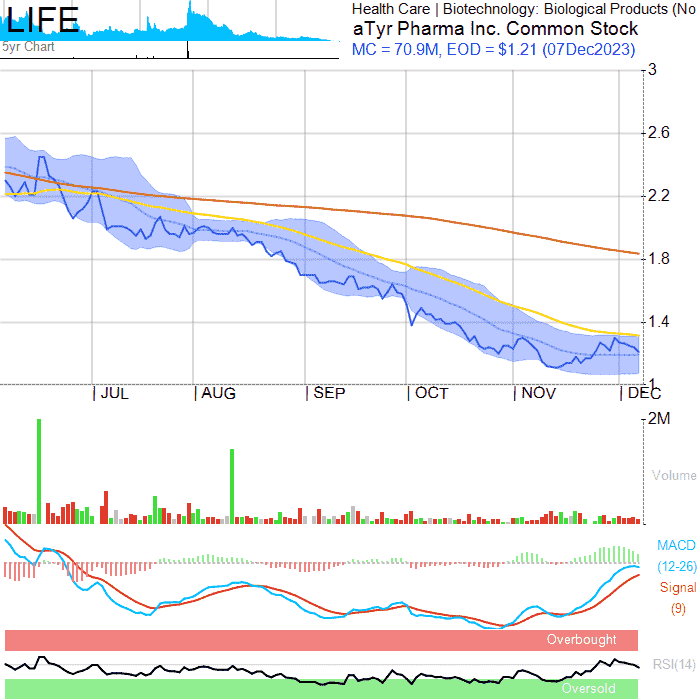 LIFE
5yr Chart
Health Care | Biotechnology: Biological Products (No
aTyr Pharma Inc. Common Stock
MC = 70.9M, EOD = $1.21 (07Dec2023)
3
2.6
2.2
1.8
1.4
1
JUL AUG SEP OCT NOV DEC
2M
Volume
MACD
(12-26)
Signal
(9)
Overbought
RSI(14)
Oversold